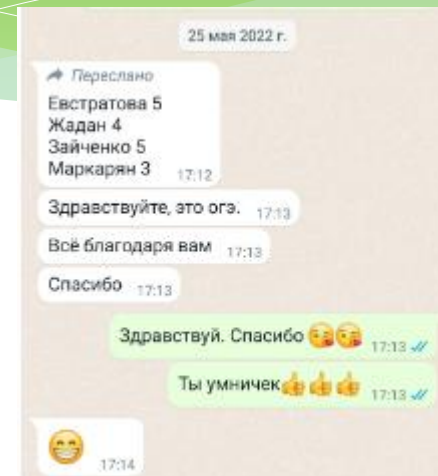 25 мая 2022 г.
Переслано
Евстратова 5
Жадан 4
Зайченко 5
Маркарян 3 17:12
Здравствуйте, это огэ. 17:13
Всё благодаря вам 17:13
Спасибо 17:13
Здравствуй. Спасибо😘😘 17:13
Ты умничек👍👍👍 17:13
😁 17:14